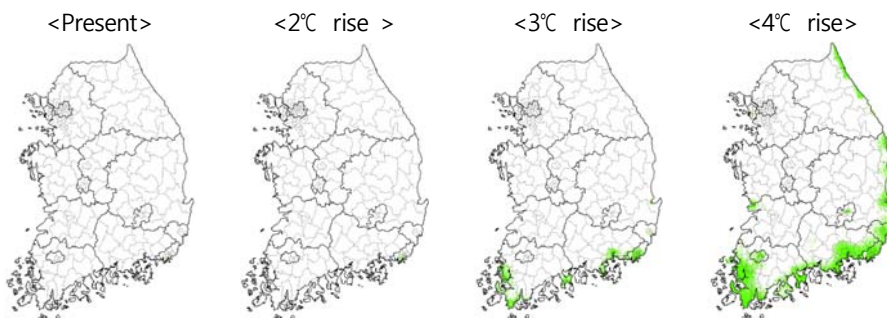 <Present> <2℃ rise > <3℃ rise> <4℃ rise>